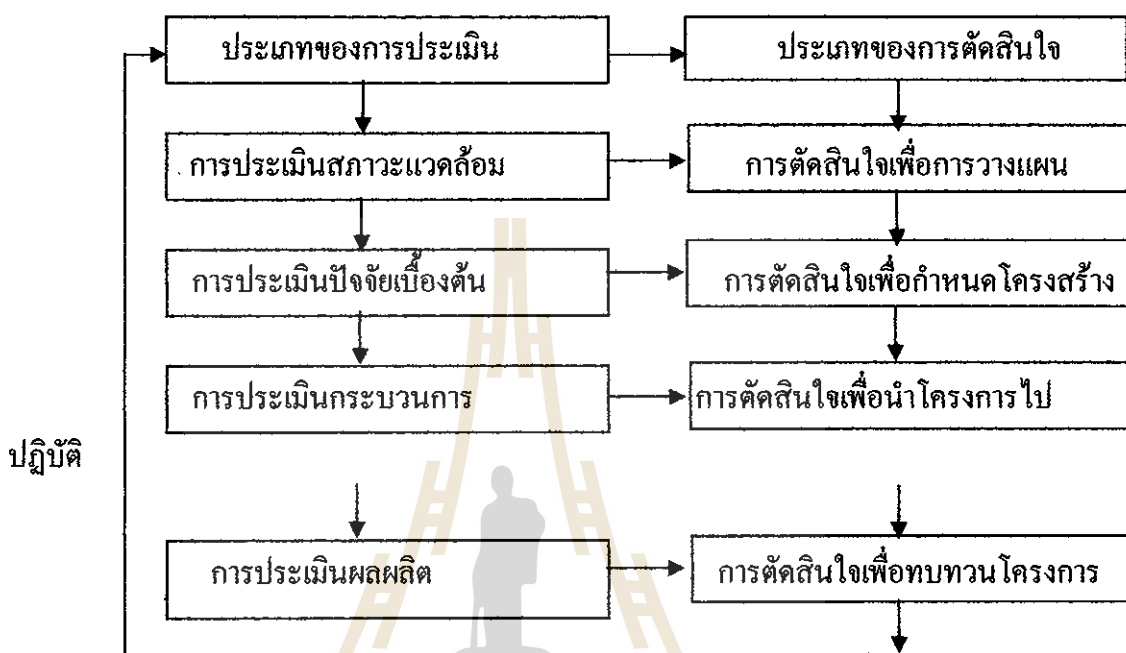 ประเภทของการประเมิน
ประเภทของการตัดสินใจ
การประเมินสภาวะแวดล้อม
การตัดสินใจเพื่อการวางแผน
การประเมินปัจจัยเบื้องต้น
การตัดสินใจเพื่อกำหนดโครงสร้าง
การประเมินกระบวนการ
การตัดสินใจเพื่อนำโครงการไป
ปฏิบัติ
การประเมินผลผลิต
การตัดสินใจเพื่อทบทวนโครงการ